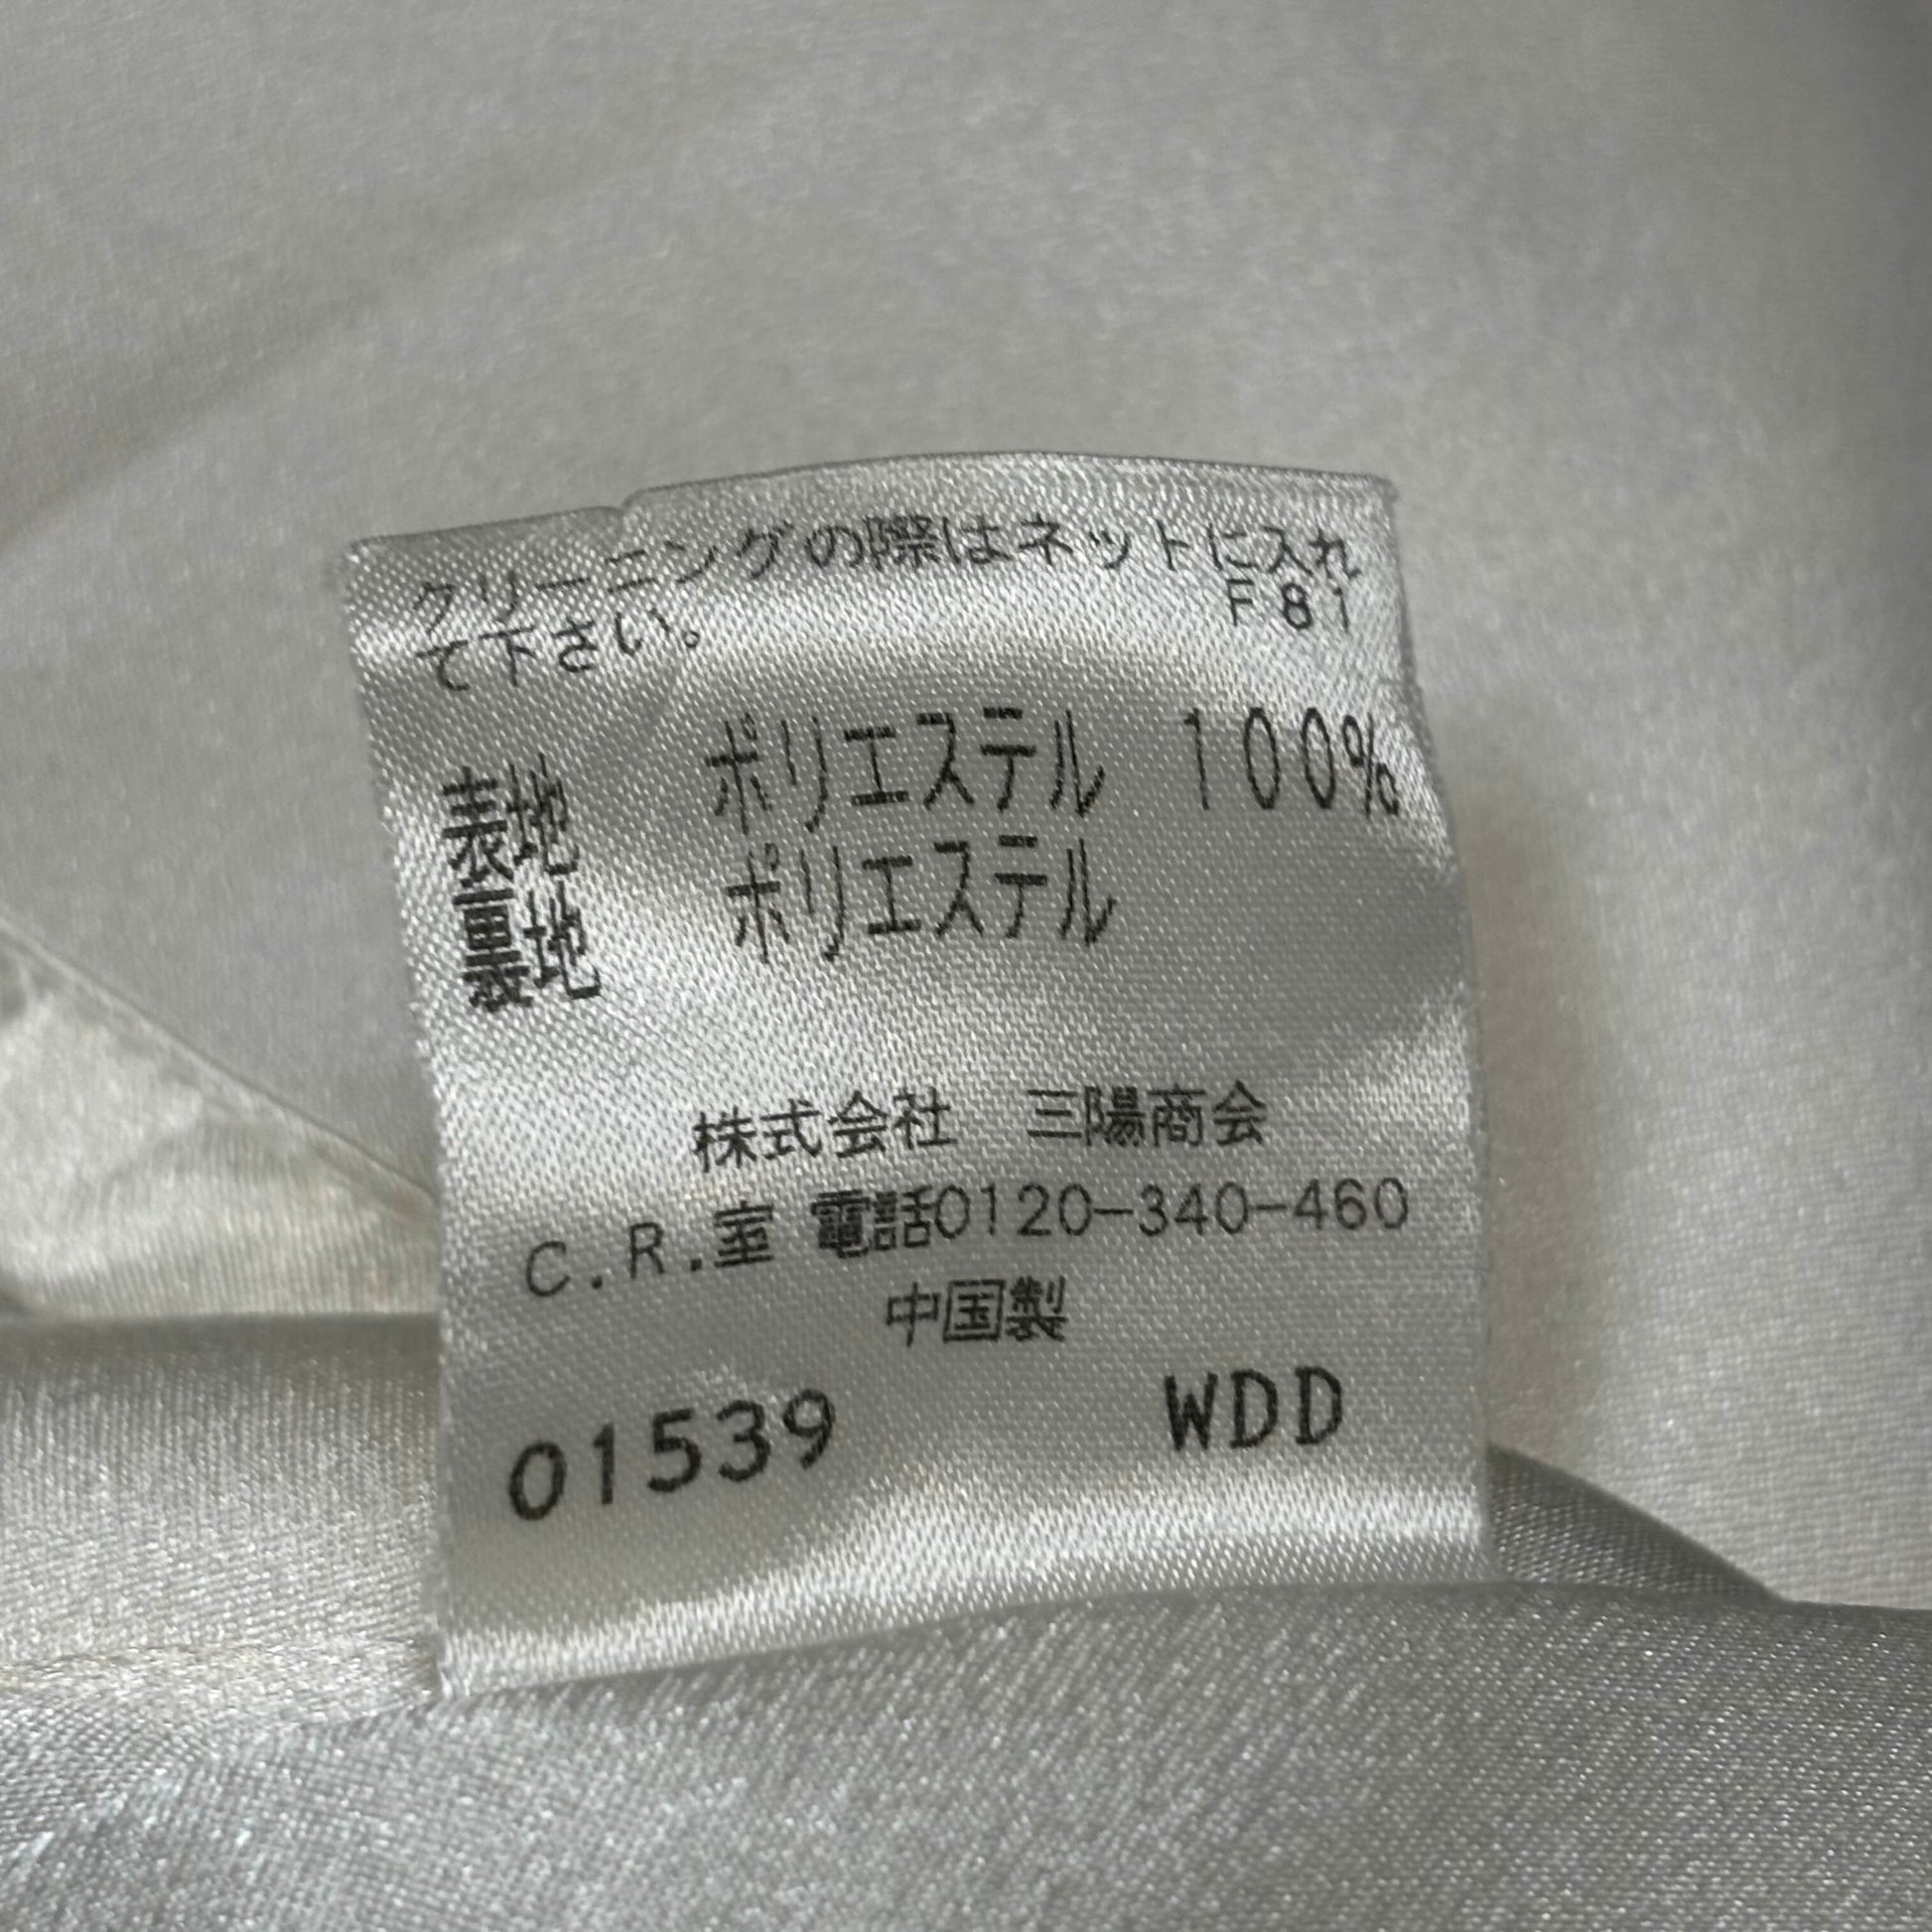 クリーニングの際はネットに入れ
て下さい。 F81
表地 ポリエステル 100%
裏地 ポリエステル
株式会社 三陽商会
C.R.室 電話0120-340-460
中国製
01539 WDD